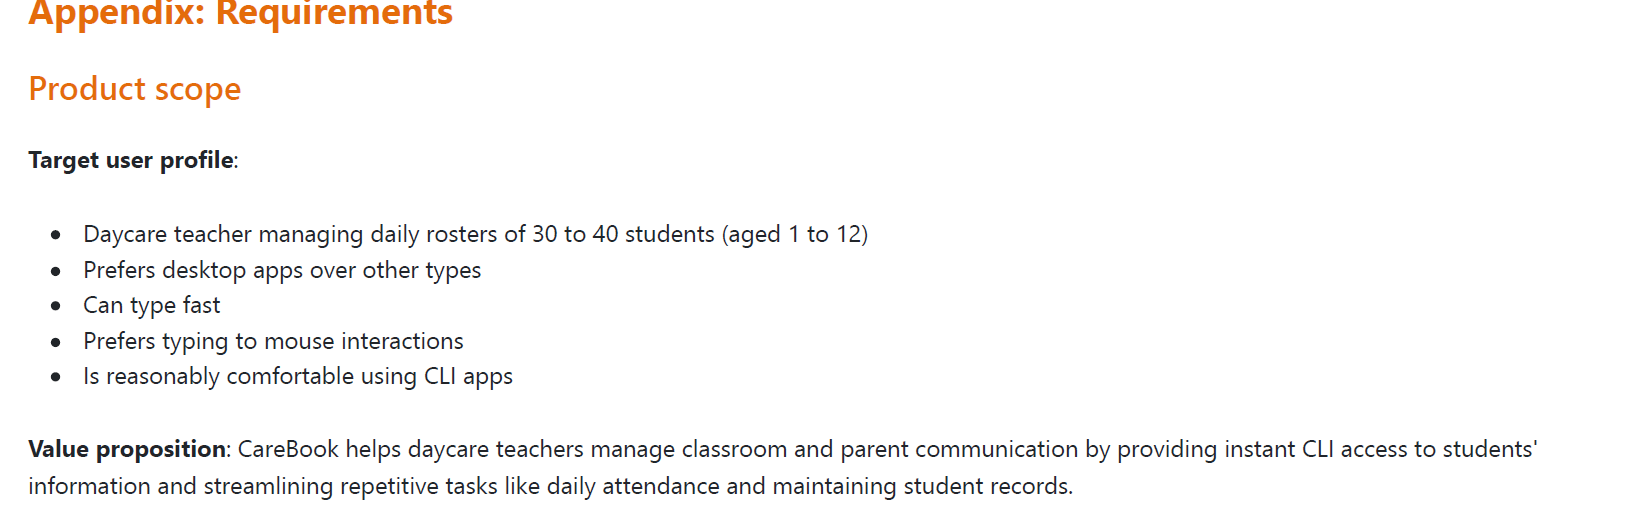 Appendix: Requirements
Product scope
Target user profile:
• Daycare teacher managing daily rosters of 30 to 40 students (aged 1 to 12)
• Prefers desktop apps over other types
• Can type fast
• Prefers typing to mouse interactions
• Is reasonably comfortable using CLI apps
Value proposition: CareBook helps daycare teachers manage classroom and parent communication by providing instant CLI access to students'
information and streamlining repetitive tasks like daily attendance and maintaining student records.